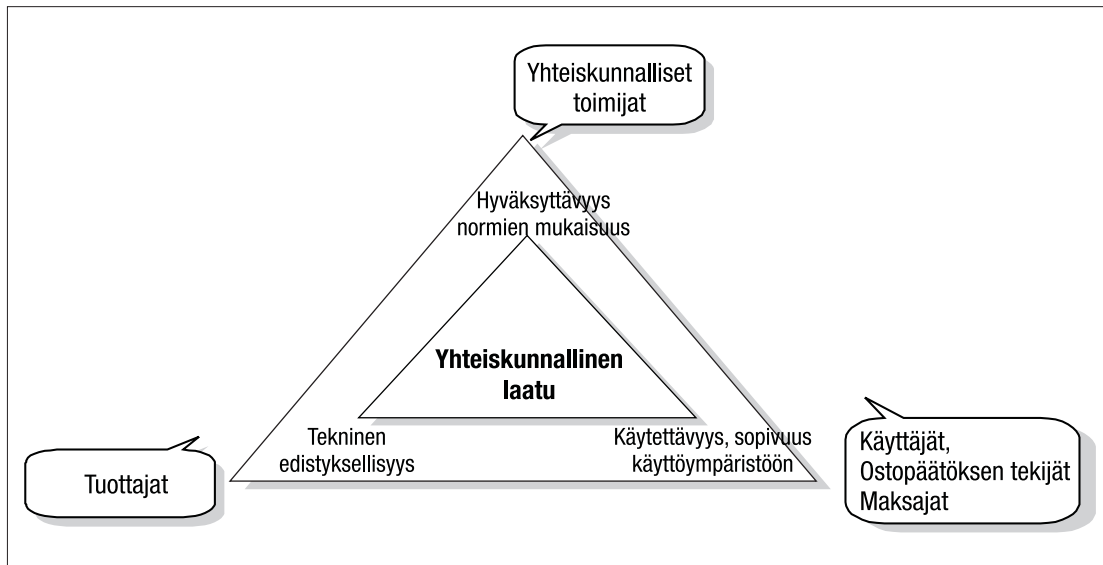 Yhteiskunnalliset
toimijat
Hyväksyttävyys
normien mukaisuus
Yhteiskunnallinen
laatu
Tekninen
edistyksellisyys
Käytettävyys, sopivuus
käyttöympäristöön
Tuottajat
Käyttäjät,
Ostopäätöksen tekijät
Maksajat